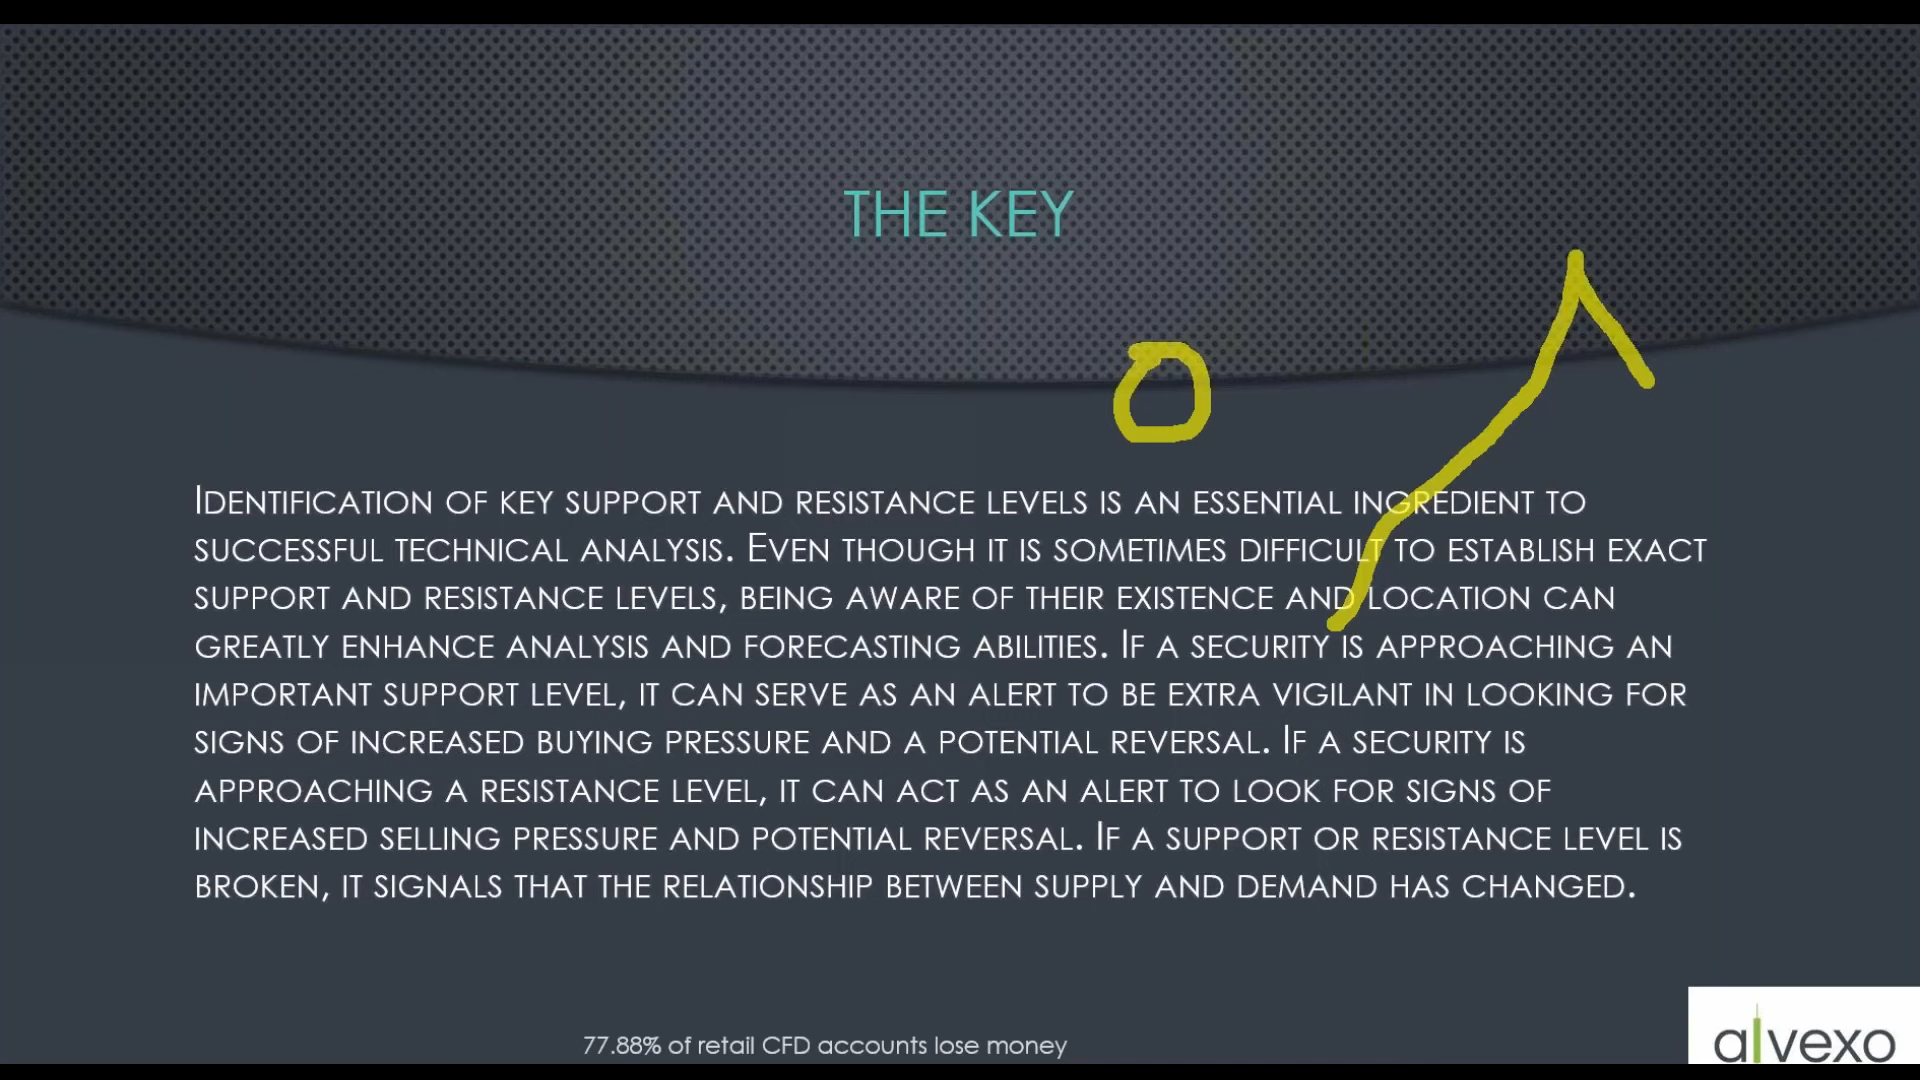 THE KEY
IDENTIFICATION OF KEY SUPPORT AND RESISTANCE LEVELS IS AN ESSENTIAL INGREDIENT TO
SUCCESSFUL TECHNICAL ANALYSIS. EVEN THOUGH IT IS SOMETIMES DIFFICULT TO ESTABLISH EXACT
SUPPORT AND RESISTANCE LEVELS, BEING AWARE OF THEIR EXISTENCE AND LOCATION CAN
GREATLY ENHANCE ANALYSIS AND FORECASTING ABILITIES. IF A SECURITY IS APPROACHING AN
IMPORTANT SUPPORT LEVEL, IT CAN SERVE AS AN ALERT TO BE EXTRA VIGILANT IN LOOKING FOR
SIGNS OF INCREASED BUYING PRESSURE AND A POTENTIAL REVERSAL. IF A SECURITY IS
APPROACHING A RESISTANCE LEVEL, IT CAN ACT AS AN ALERT TO LOOK FOR SIGNS OF
INCREASED SELLING PRESSURE AND POTENTIAL REVERSAL. IF A SUPPORT OR RESISTANCE LEVEL IS
BROKEN, IT SIGNALS THAT THE RELATIONSHIP BETWEEN SUPPLY AND DEMAND HAS CHANGED.
77.88% of retail CFD accounts lose money
alvexo